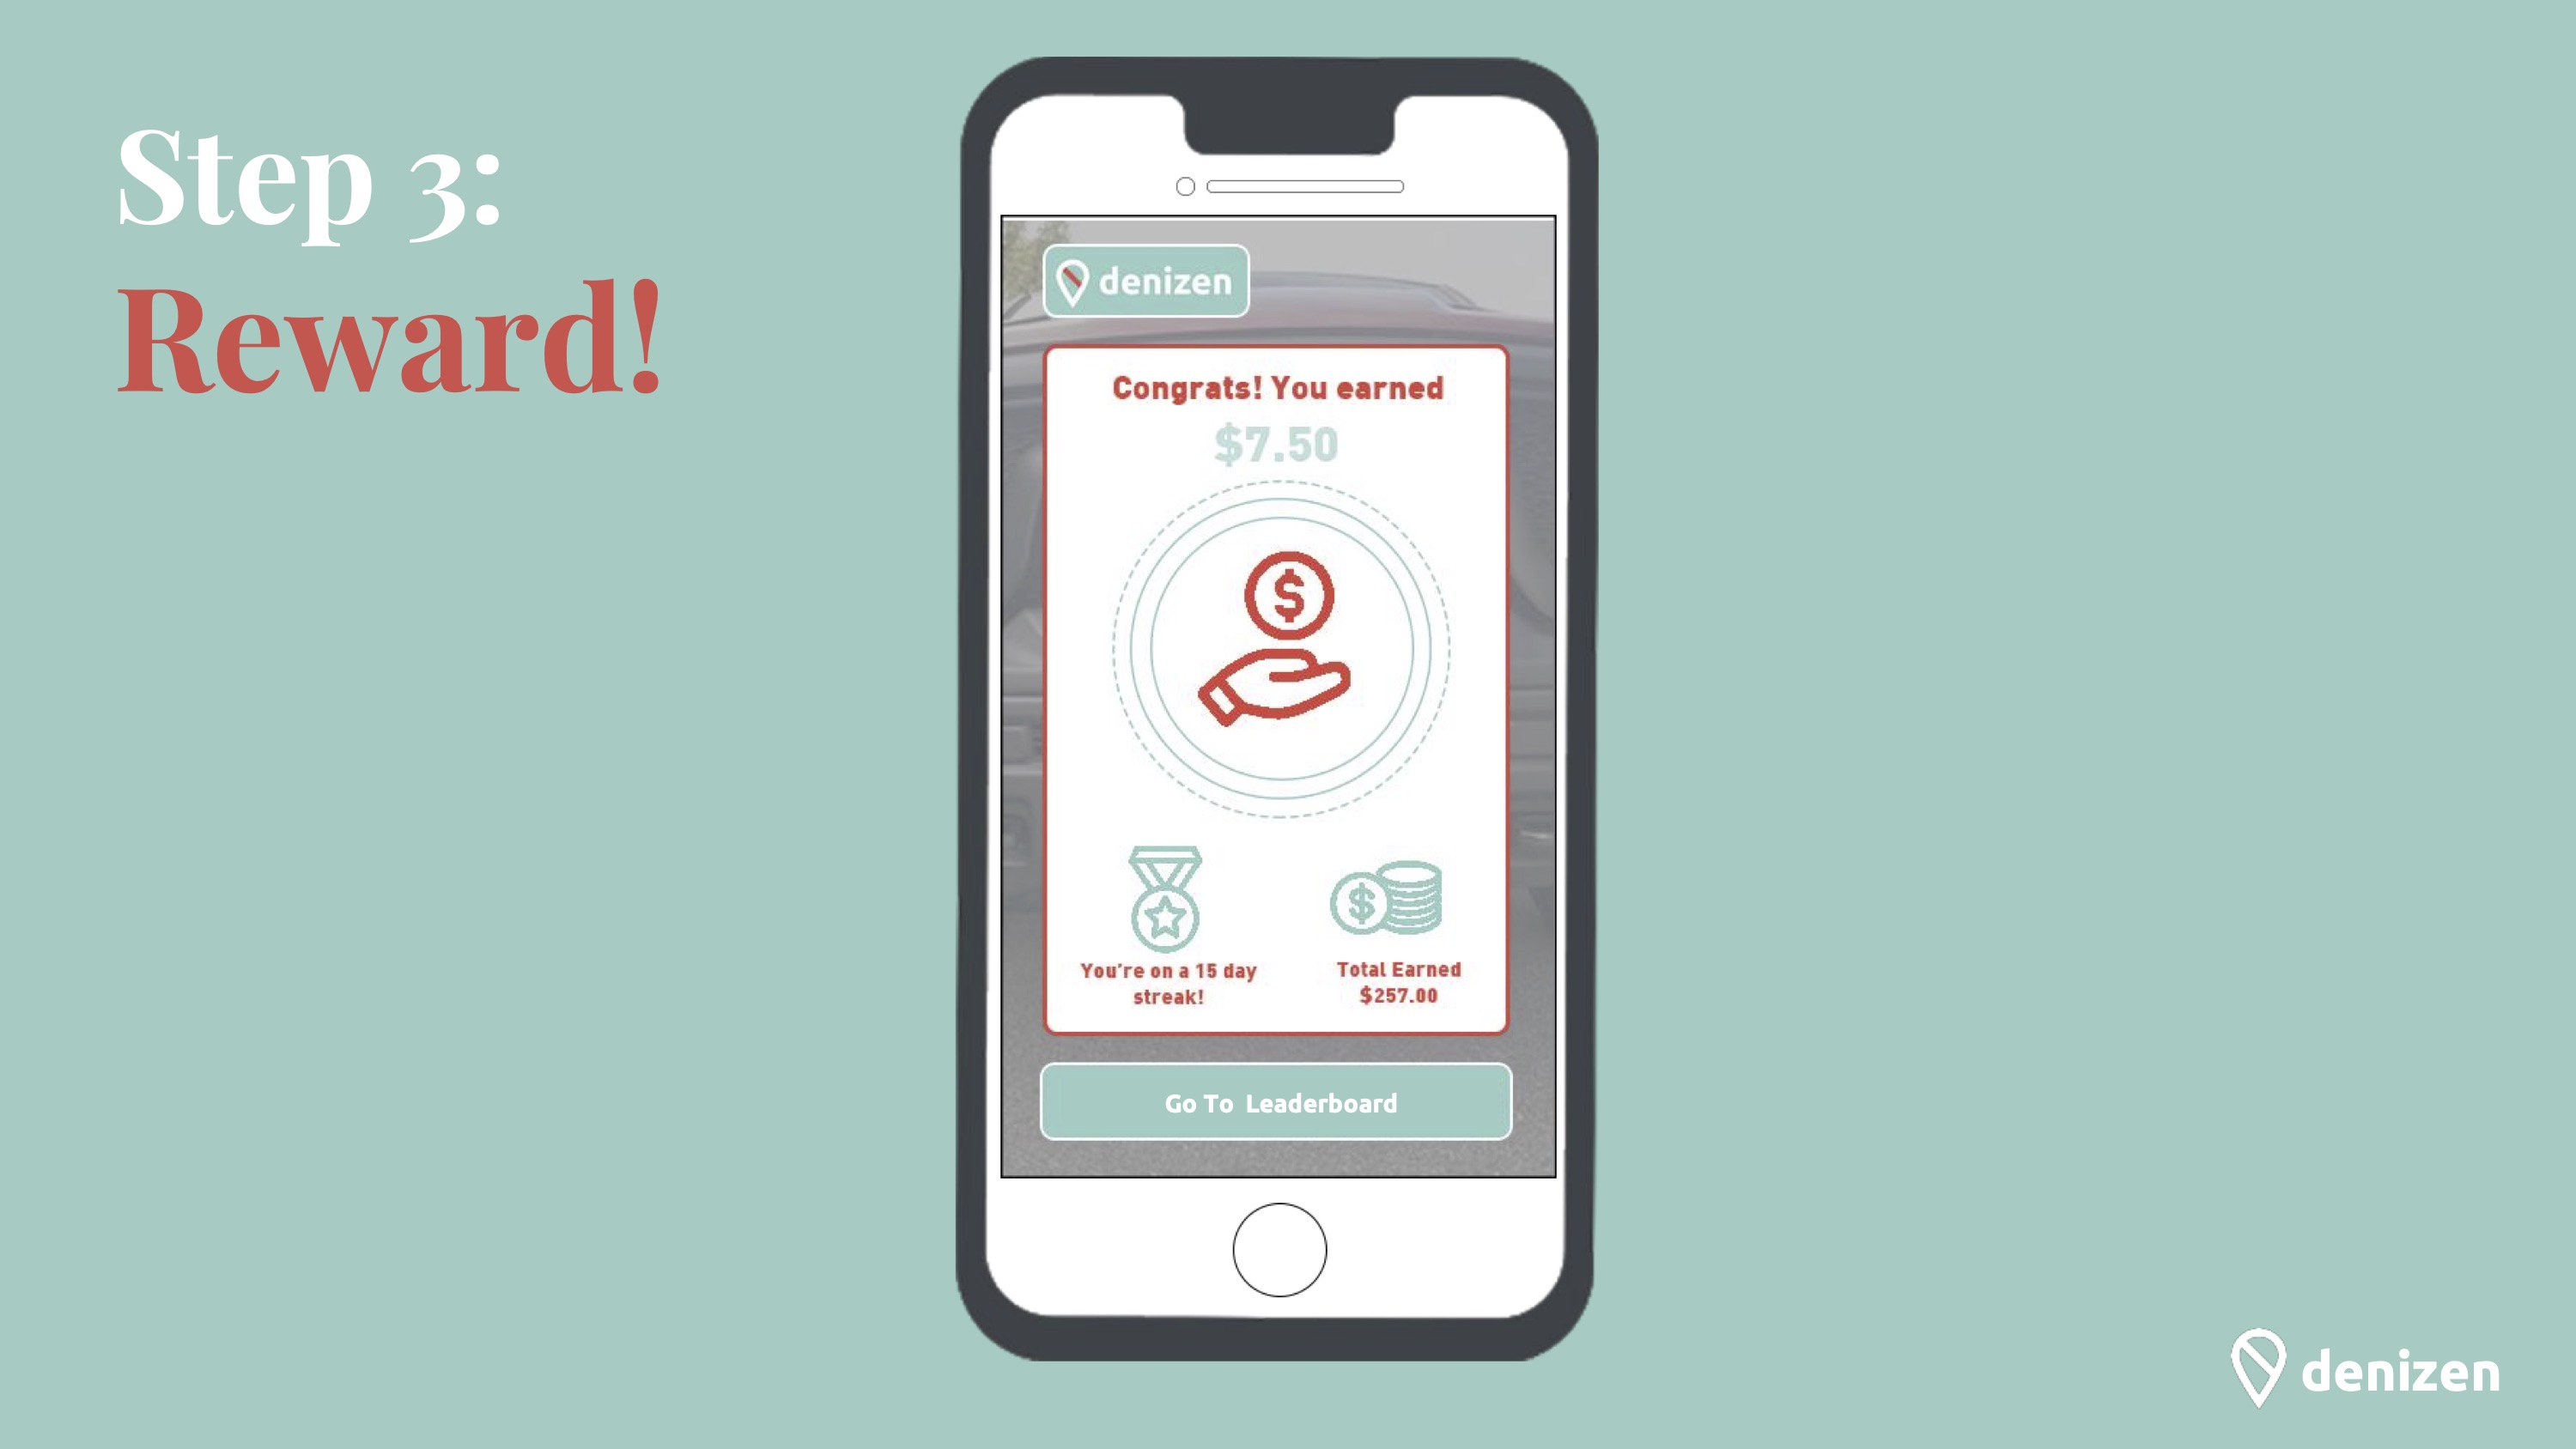 Step 3:
Reward!
denizen
Congrats! You earned
$7.50
$
$
You're on a 15 day
streak!
Total Earned
$257.00
Go To Leaderboard
denizen